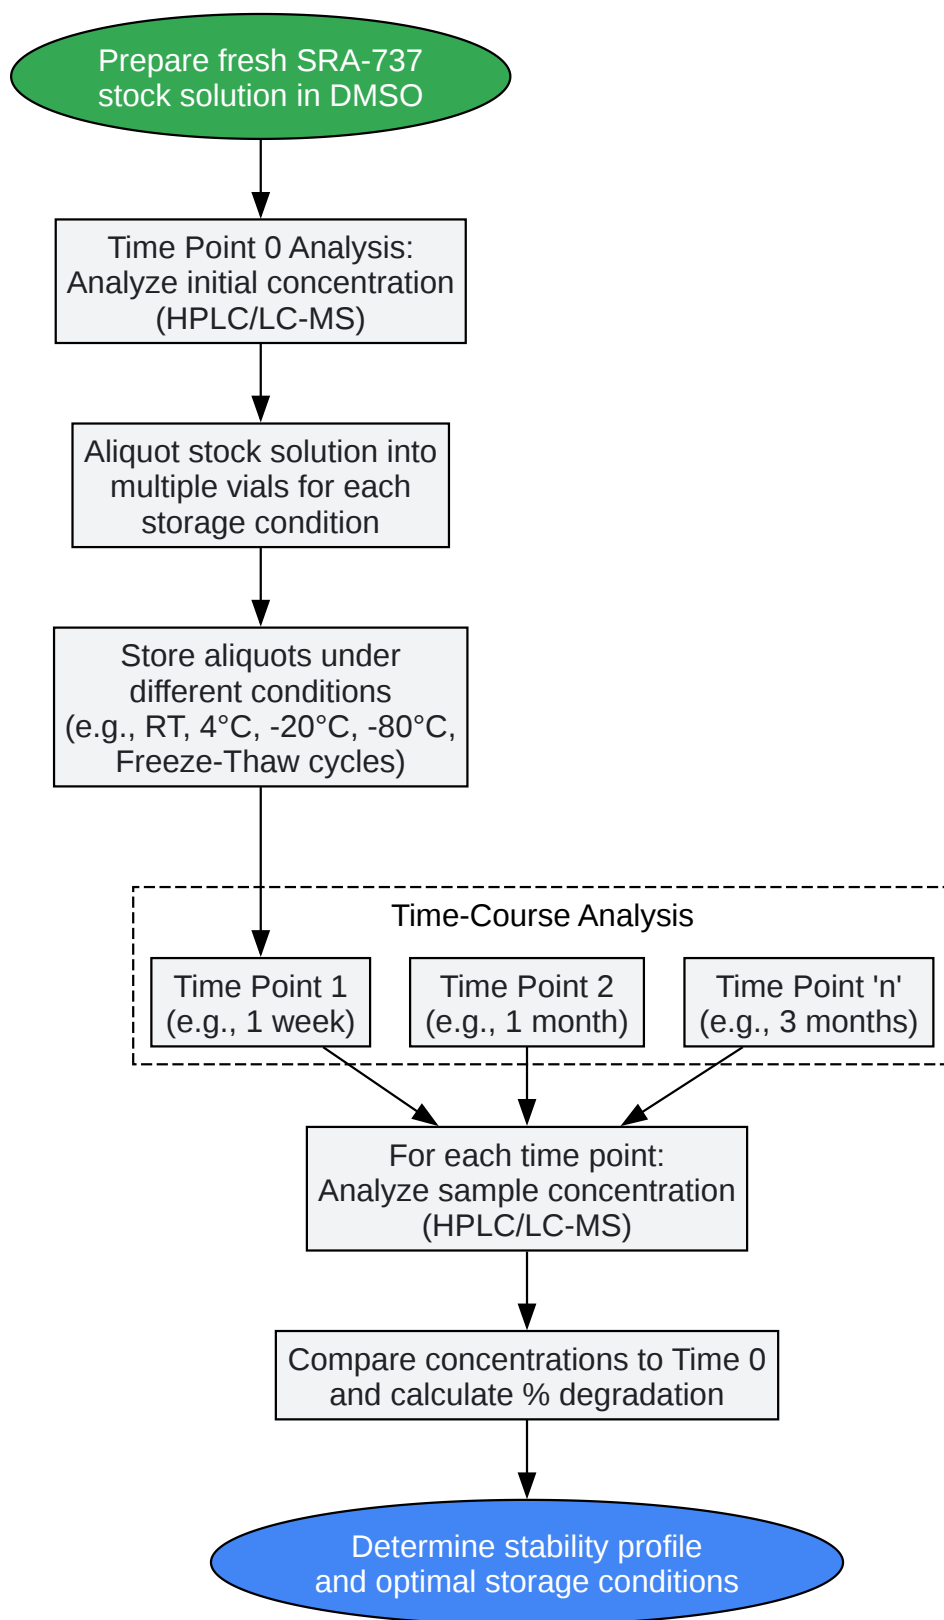 Prepare fresh SRA-737
stock solution in DMSO
Time Point 0 Analysis:
Analyze initial concentration
(HPLC/LC-MS)
Aliquot stock solution into
multiple vials for each
storage condition
Store aliquots under
different conditions
(e.g., RT, 4°C, -20°C, -80°C,
Freeze-Thaw cycles)
Time-Course Analysis
Time Point 1
(e.g., 1 week)
Time Point 2
(e.g., 1 month)
Time Point 'n'
(e.g., 3 months)
For each time point:
Analyze sample concentration
(HPLC/LC-MS)
Compare concentrations to Time 0
and calculate % degradation
Determine stability profile
and optimal storage conditions